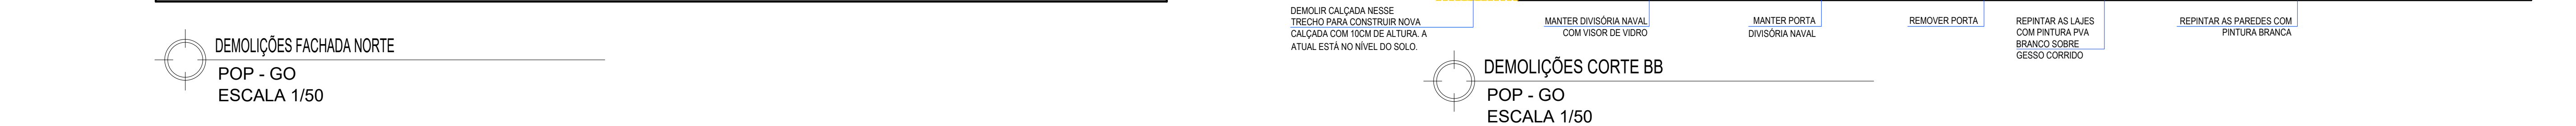 DEMOLIÇÕES FACHADA NORTE
POP - GO
ESCALA 1/50
DEMOLIR CALÇADA NESSE
TRECHO PARA CONSTRUIR NOVA
CALÇADA COM 10CM DE ALTURA. A
ATUAL ESTÁ NO NÍVEL DO SOLO.
MANTER DIVISÓRIA NAVAL
COM VISOR DE VIDRO
MANTER PORTA
DIVISÓRIA NAVAL
REMOVER PORTA
REPINTAR AS LAJES
COM PINTURA PVA
BRANCO SOBRE
GESSO CORRIDO
REPINTAR AS PAREDES COM
PINTURA BRANCA
DEMOLIÇÕES CORTE BB
POP - GO
ESCALA 1/50